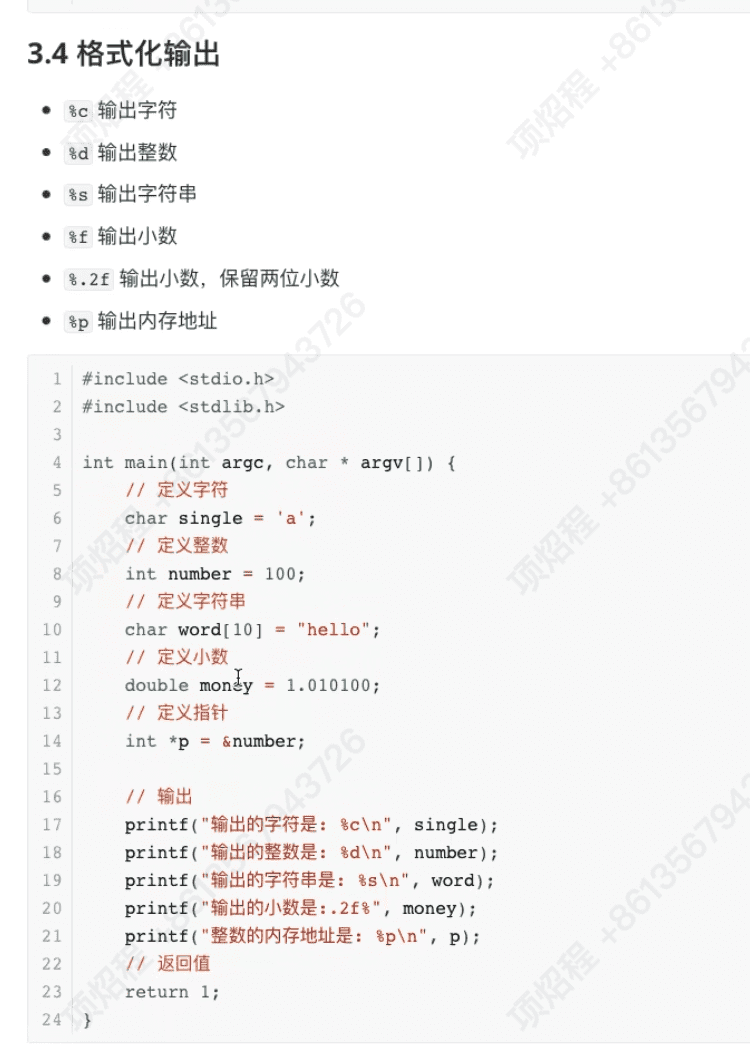 3.4 格式化输出
• %c 输出字符
• %d 输出整数
• %s 输出字符串
• %f 输出小数
• %.2f 输出小数，保留两位小数
• %p 输出内存地址
1 #include <stdio.h>
2 #include <stdlib.h>
3
4 int main(int argc, char * argv[]) {
5     // 定义字符
6     char single = 'a';
7     // 定义整数
8     int number = 100;
9     // 定义字符串
10     char word[10] = "hello";
11     // 定义小数
12     double money = 1.010100;
13     // 定义指针
14     int *p = &number;
15
16     // 输出
17     printf("输出的字符是: %c\n", single);
18     printf("输出的整数是: %d\n", number);
19     printf("输出的字符串是: %s\n", word);
20     printf("输出的小数是:.2f%", money);
21     printf("整数的内存地址是: %p\n", p);
22     // 返回值
23     return 1;
24 }
项焰程 +8613567943726